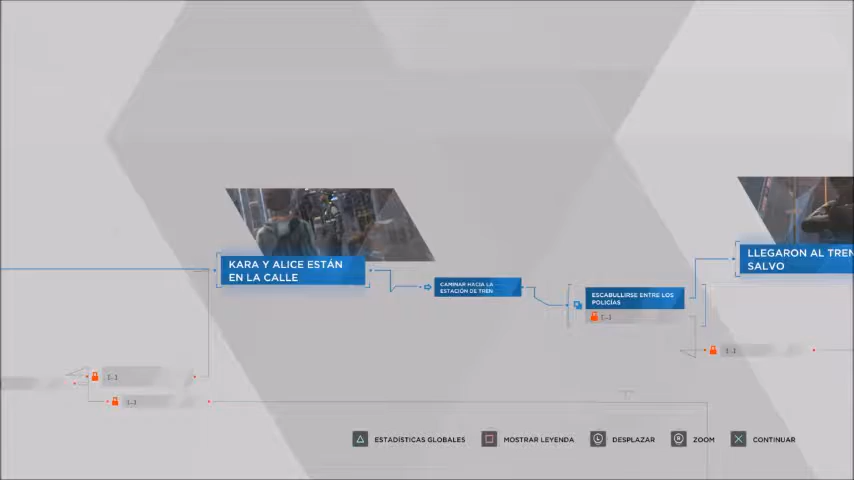 LLEGARON AL TREN
SALVO
KARA Y ALICE ESTÁN
EN LA CALLE
CAMINAR HACIA LA
ESTACIÓN DE TREN
ESCABULLIRSE ENTRE LOS
POLICÍAS
[...]
[...]
[...]
[...]
ESTADÍSTICAS GLOBALES
MOSTRAR LEYENDA
L
DESPLAZAR
R
ZOOM
CONTINUAR